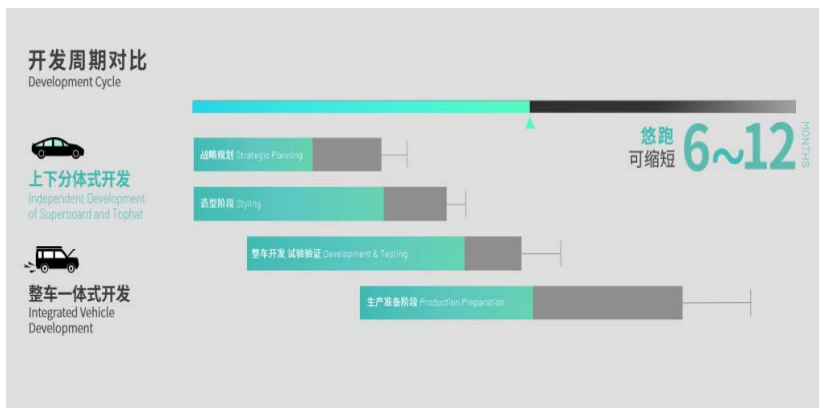 开发周期对比
Development Cycle
上下分体式开发
Independent Development
of Superboard and Tophat
整车一体式开发
Integrated Vehicle
Development
战略规划 Strategic Planning
造型阶段 Styling
整车开发 试验验证 Development & Testing
生产准备阶段 Production Preparation
悠跑
可缩短
6~12
MONTHS